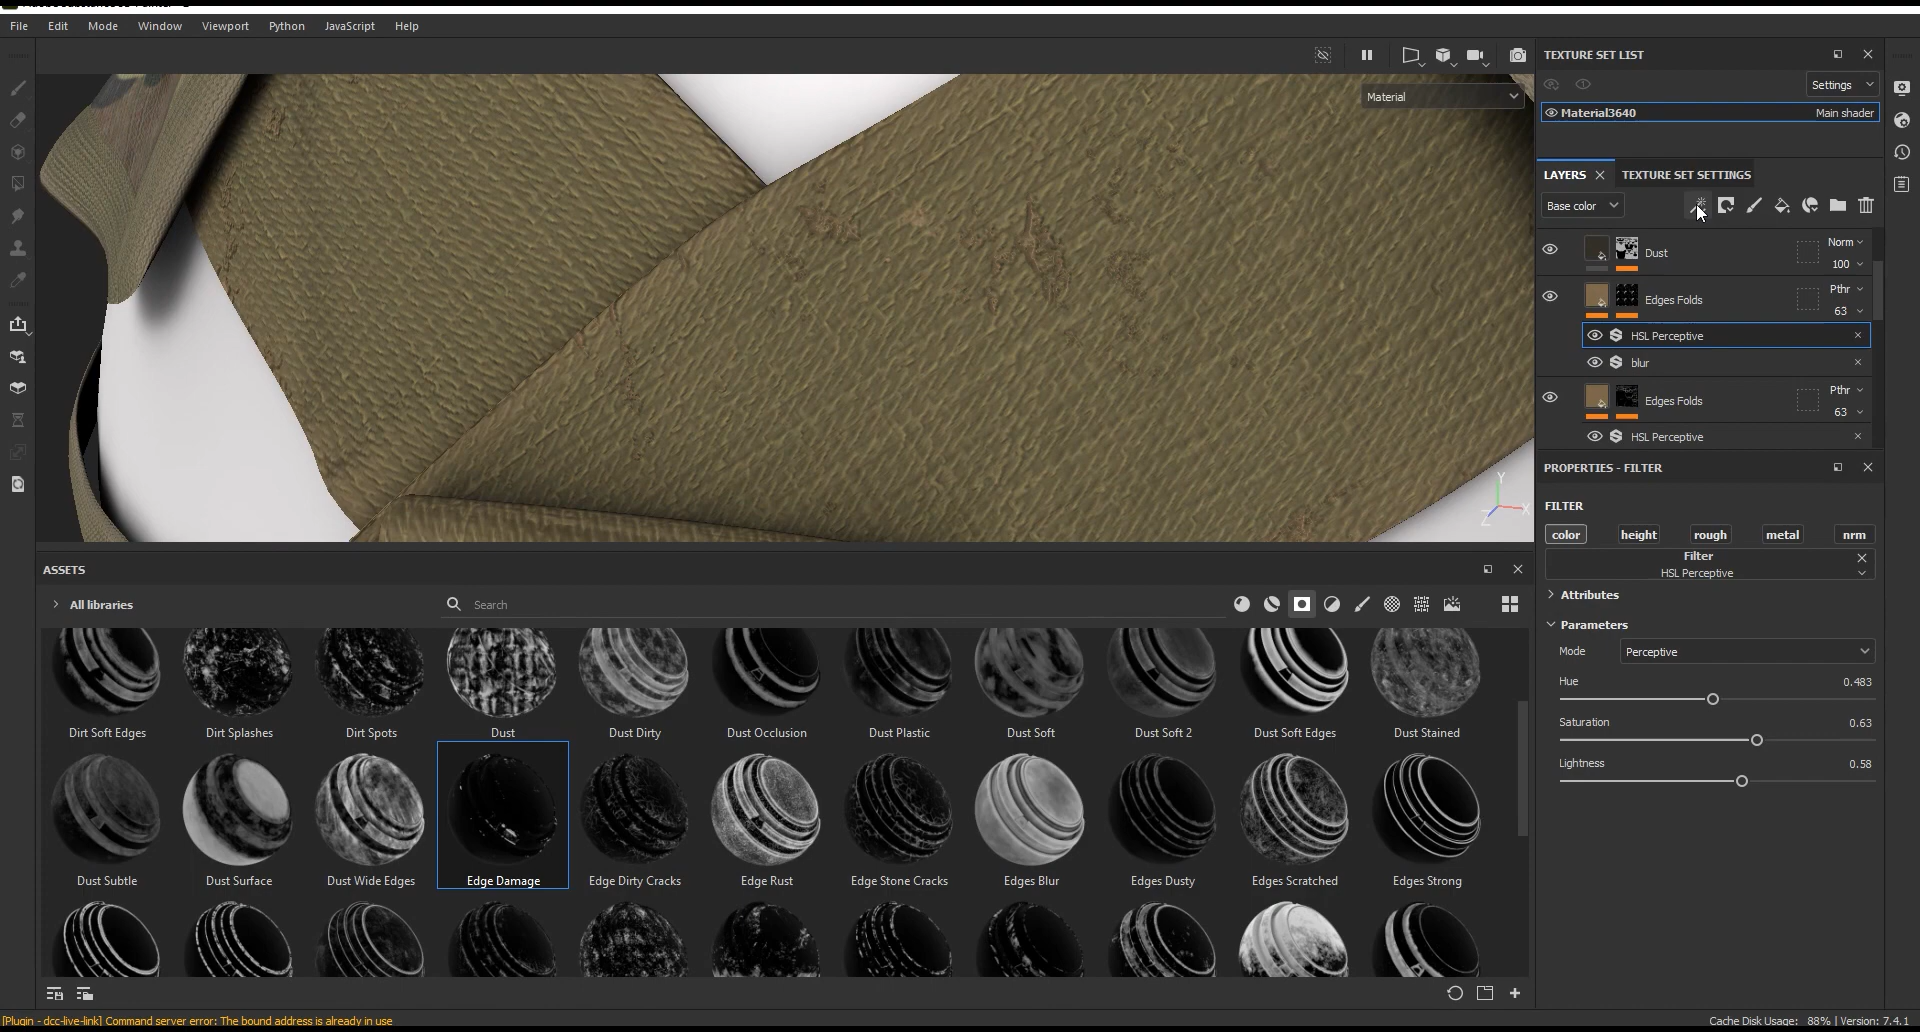 File Edit Mode Window Viewport Python JavaScript Help
TEXTURE SET LIST
Settings
Material
Material3640 Main shader
LAYERS TEXTURE SET SETTINGS
Base color
Norm
Dust
100
Pthr
Edges Folds
63
HSL Perceptive
blur
Pthr
Edges Folds
63
HSL Perceptive
Y
X
Z
PROPERTIES - FILTER
FILTER
color height rough metal nrm
Filter
HSL Perceptive
Attributes
Parameters
Mode Perceptive
Hue 0.483
Saturation 0.63
Lightness 0.58
ASSETS
All libraries
Search
Dirt Soft Edges Dirt Splashes Dirt Spots Dust Dust Dirty Dust Occlusion Dust Plastic Dust Soft Dust Soft 2 Dust Soft Edges Dust Stained
Dust Subtle Dust Surface Dust Wide Edges Edge Damage Edge Dirty Cracks Edge Rust Edge Stone Cracks Edges Blur Edges Dusty Edges Scratched Edges Strong
[Plugin - dcc-live-link] Command server error: The bound address is already in use
Cache Disk Usage: 88% | Version: 7.4.1